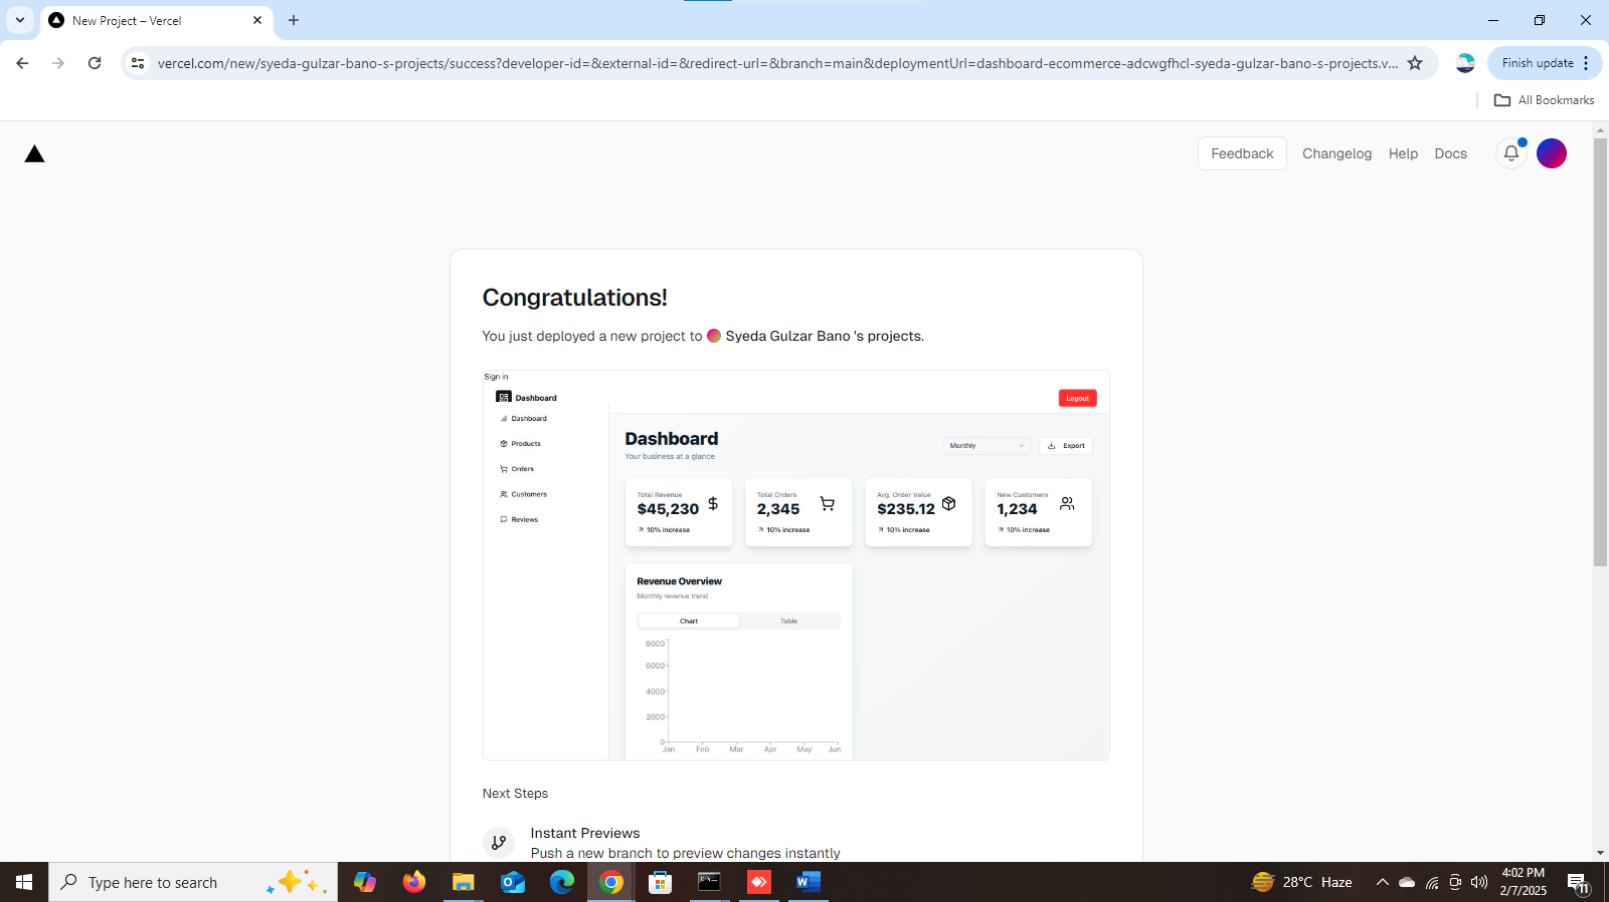 New Project – Vercel
vercel.com/new/syeda-gulzar-bano-s-projects/success?developer-id=&external-id=&redirect-url=&branch=main&deploymentUrl=dashboard-ecommerce-adcwgfhcl-syeda-gulzar-bano-s-projects.v...
Finish update
All Bookmarks
Feedback
Changelog
Help
Docs
Congratulations!
You just deployed a new project to Syeda Gulzar Bano 's projects.
Sign in
Dashboard
Logout
Dashboard
Products
Orders
Customers
Reviews
Dashboard
Your business at a glance
Monthly
Export
Total Revenue
$45,230
10% increase
Total Orders
2,345
10% increase
Avg. Order Value
$235.12
10% increase
New Customers
1,234
10% increase
Revenue Overview
Monthly revenue trend
Chart
Table
8000
6000
4000
2000
0
Jan Feb Mar Apr May Jun
Next Steps
Instant Previews
Push a new branch to preview changes instantly
Type here to search
28°C Haze
4:02 PM
2/7/2025
11